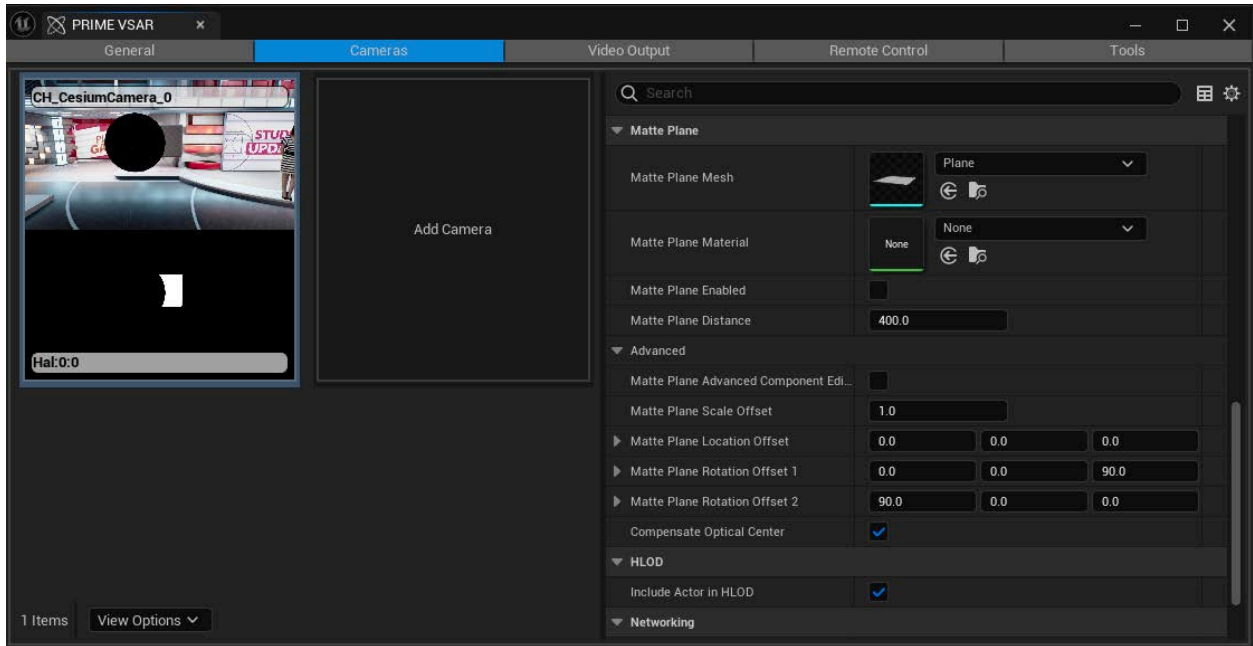 PRIME VSAR
General
Cameras
Video Output
Remote Control
Tools
CH_CesiumCamera_0
STUD
UPDA
Hal:0:0
Add Camera
Search
Matte Plane
Matte Plane Mesh
Plane
Matte Plane Material
None
None
Matte Plane Enabled
Matte Plane Distance 400.0
Advanced
Matte Plane Advanced Component Edi...
Matte Plane Scale Offset 1.0
Matte Plane Location Offset 0.0 0.0 0.0
Matte Plane Rotation Offset 1 0.0 0.0 90.0
Matte Plane Rotation Offset 2 90.0 0.0 0.0
Compensate Optical Center
HLOD
Include Actor in HLOD
Networking
1 Items View Options